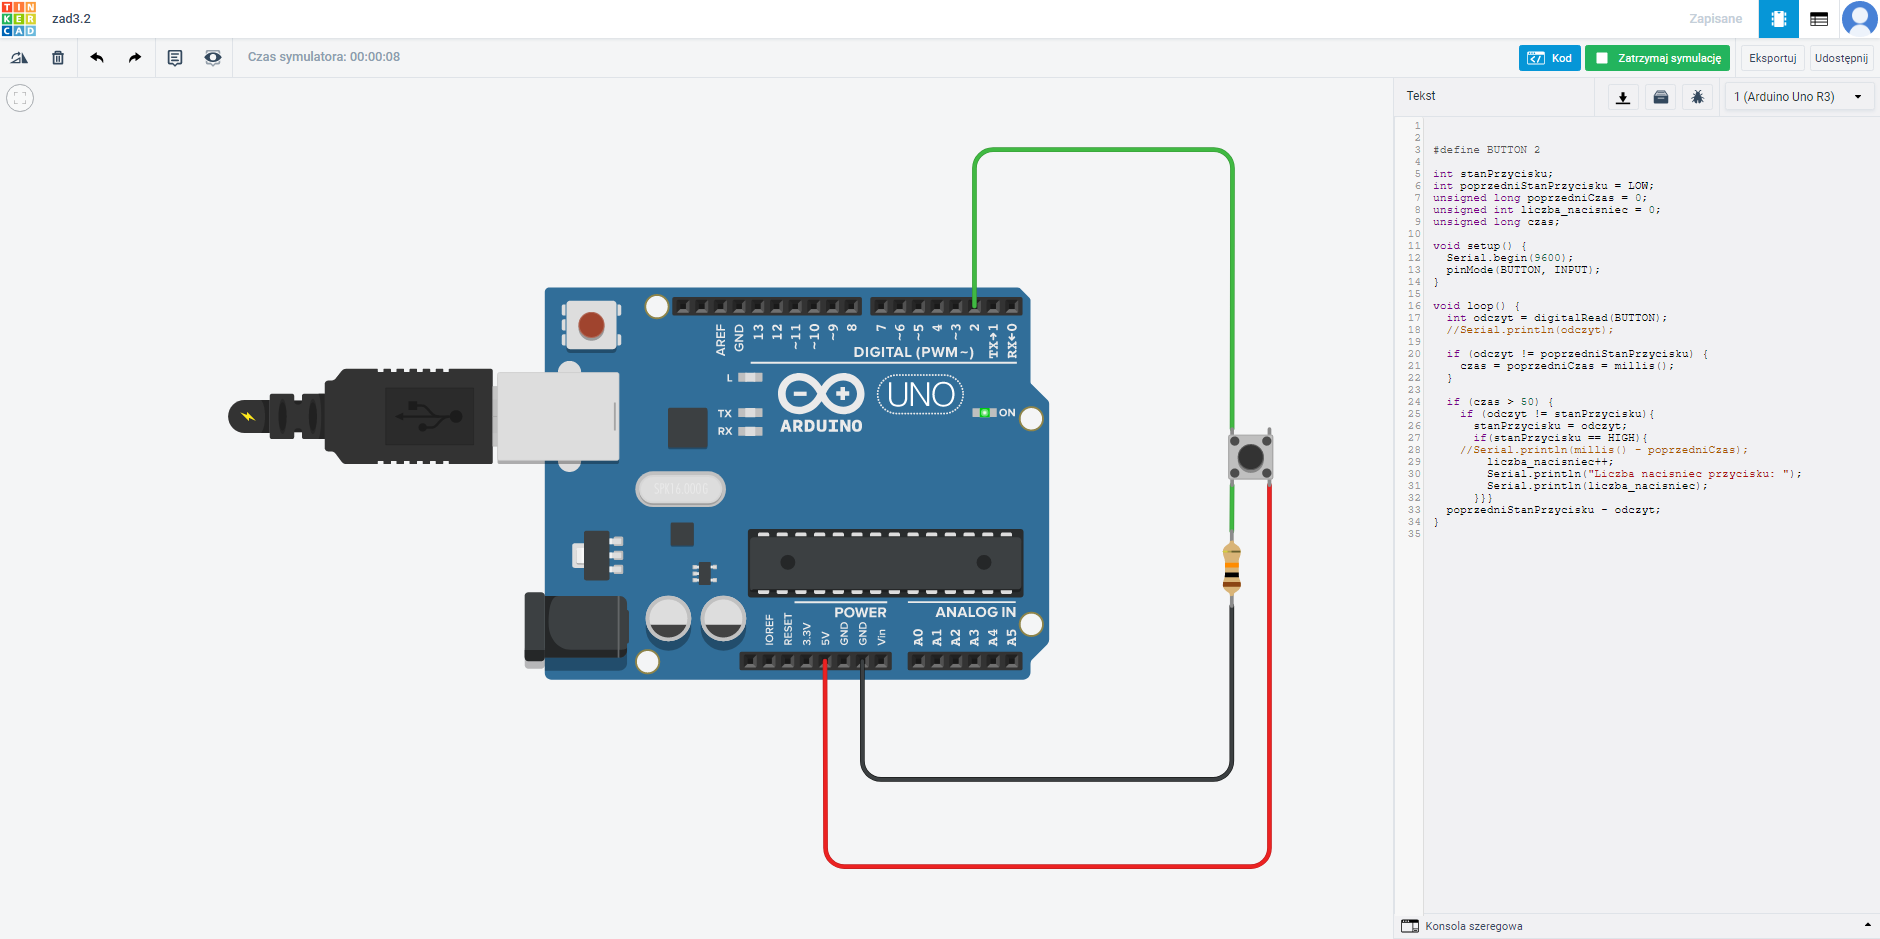 TINKERCAD
zad3.2
Zapisane
Czas symulatora: 00:00:08
Kod
Zatrzymaj symulację
Eksportuj
Udostępnij
Tekst
1 (Arduino Uno R3)
1
2
3 #define BUTTON 2
4
5 int stanPrzycisku;
6 int poprzedniStanPrzycisku = LOW;
7 unsigned long poprzedniCzas = 0;
8 unsigned int liczba_nacisniec = 0;
9 unsigned long czas;
10
11 void setup() {
12 Serial.begin(9600);
13 pinMode(BUTTON, INPUT);
14 }
15
16 void loop() {
17 int odczyt = digitalRead(BUTTON);
18 //Serial.println(odczyt);
19
20 if (odczyt != poprzedniStanPrzycisku) {
21 czas = poprzedniCzas = millis();
22 }
23
24 if (czas > 50) {
25 if (odczyt != stanPrzycisku){
26 stanPrzycisku = odczyt;
27 if(stanPrzycisku == HIGH){
28 //Serial.println(millis() - poprzedniCzas);
29 liczba_nacisniec++;
30 Serial.println("Liczba nacisniec przycisku: ");
31 Serial.println(liczba_nacisniec);
32 }}}
33 poprzedniStanPrzycisku - odczyt;
34 }
35
AREF
GND
13
12
~11
~10
~9
8
7
~6
~5
4
~3
2
TX→1
RX←0
DIGITAL (PWM~)
L
TX
RX
ARDUINO
UNO
ON
SPK16.000G
POWER
ANALOG IN
IOREF
RESET
3.3V
5V
GND
GND
Vin
A0
A1
A2
A3
A4
A5
Konsola szeregowa